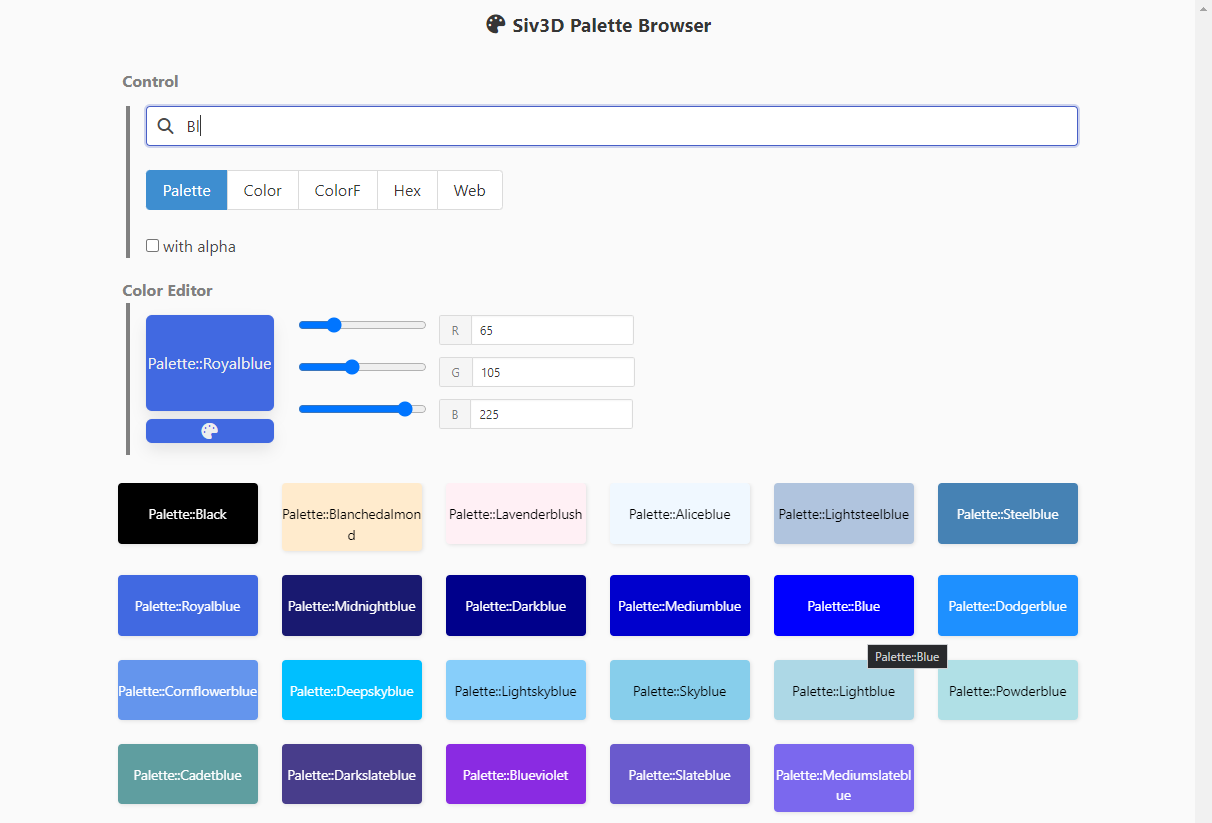 Siv3D Palette Browser
Control
Bl
Palette Color ColorF Hex Web
with alpha
Color Editor
Palette::Royalblue
R 65
G 105
B 225
Palette::Black Palette::Blanchedalmon Palette::Lavenderblush Palette::Aliceblue Palette::Lightsteelblue Palette::Steelblue
d
Palette::Royalblue Palette::Midnightblue Palette::Darkblue Palette::Mediumblue Palette::Blue Palette::Dodgerblue
Palette::Blue
Palette::Cornflowerblue Palette::Deepskyblue Palette::Lightskyblue Palette::Skyblue Palette::Lightblue Palette::Powderblue
Palette::Cadetblue Palette::Darkslateblue Palette::Blueviolet Palette::Slateblue Palette::Mediumslatebl
ue